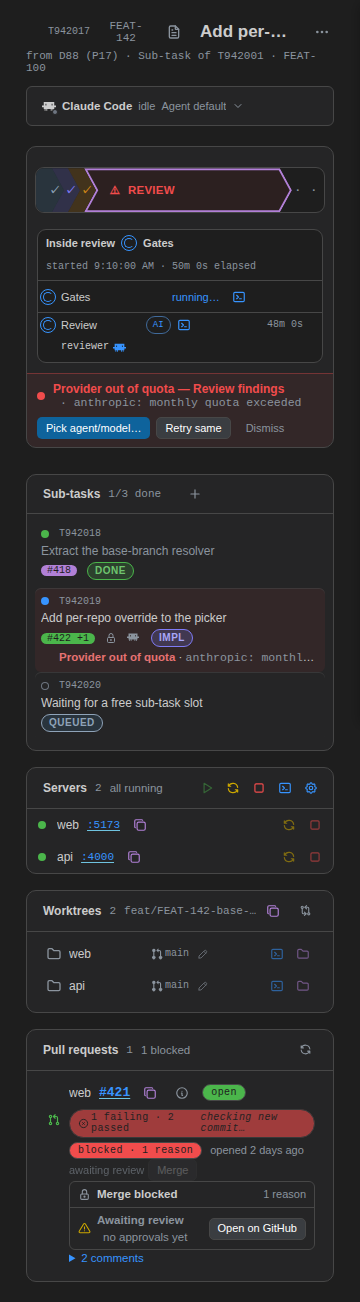 T942017 FEAT-142 Add per-…
from D88 (P17) · Sub-task of T942001 · FEAT-100
Claude Code idle Agent default
✓ ✓ ✓ REVIEW · ·
Inside review Gates
started 9:10:00 AM · 50m 0s elapsed
Gates running…
Review AI 48m 0s
reviewer
Provider out of quota — Review findings
· anthropic: monthly quota exceeded
Pick agent/model… Retry same Dismiss
Sub-tasks 1/3 done +
T942018
Extract the base-branch resolver
#418 DONE
T942019
Add per-repo override to the picker
#422 +1 IMPL
Provider out of quota · anthropic: monthl…
T942020
Waiting for a free sub-task slot
QUEUED
Servers 2 all running
web :5173
api :4000
Worktrees 2 feat/FEAT-142-base-…
web main
api main
Pull requests 1 1 blocked
web #421 open
1 failing · 2 passed checking new commit…
blocked · 1 reason opened 2 days ago
awaiting review Merge
Merge blocked 1 reason
Awaiting review
no approvals yet
Open on GitHub
2 comments